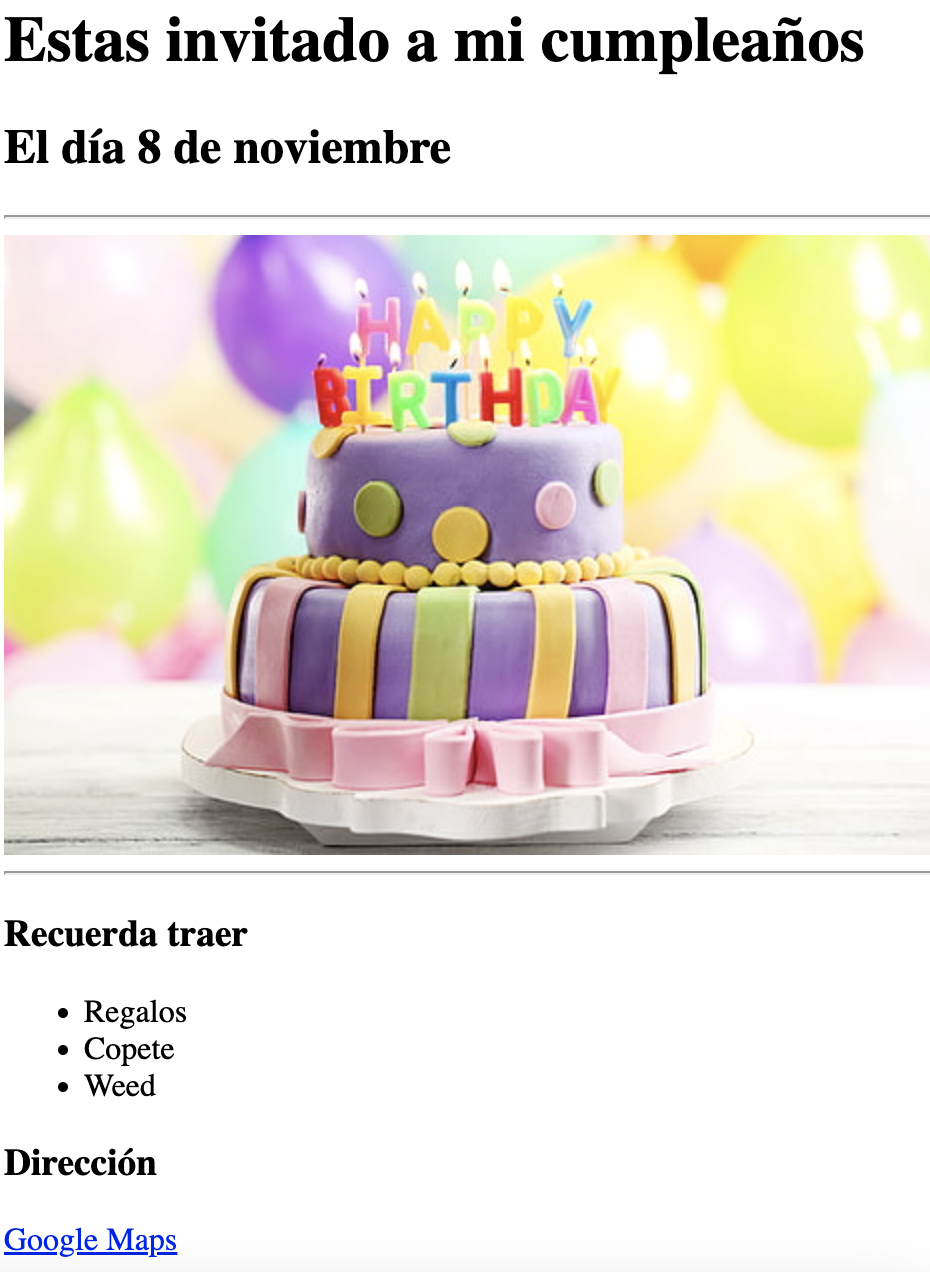 Estas invitado a mi cumpleaños
El día 8 de noviembre
HAPPY
BIRTHDAY
Recuerda traer
Regalos
Copete
Weed
Dirección
Google Maps